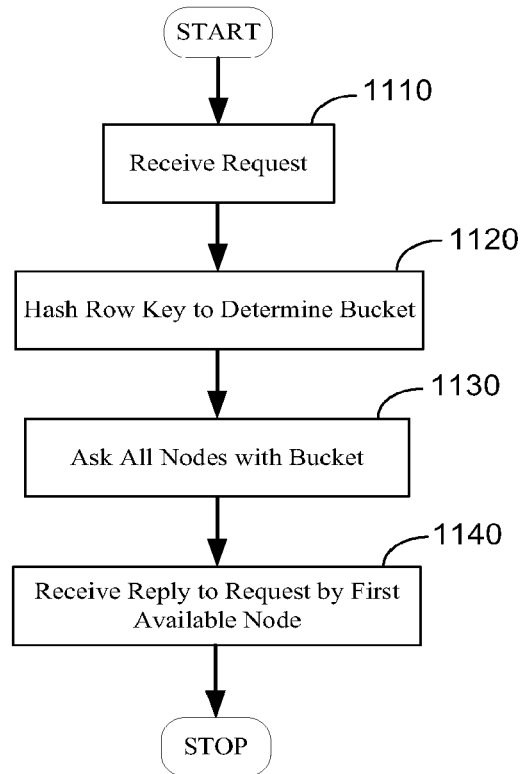 START
1110
Receive Request
1120
Hash Row Key to Determine Bucket
1130
Ask All Nodes with Bucket
1140
Receive Reply to Request by First
Available Node
STOP